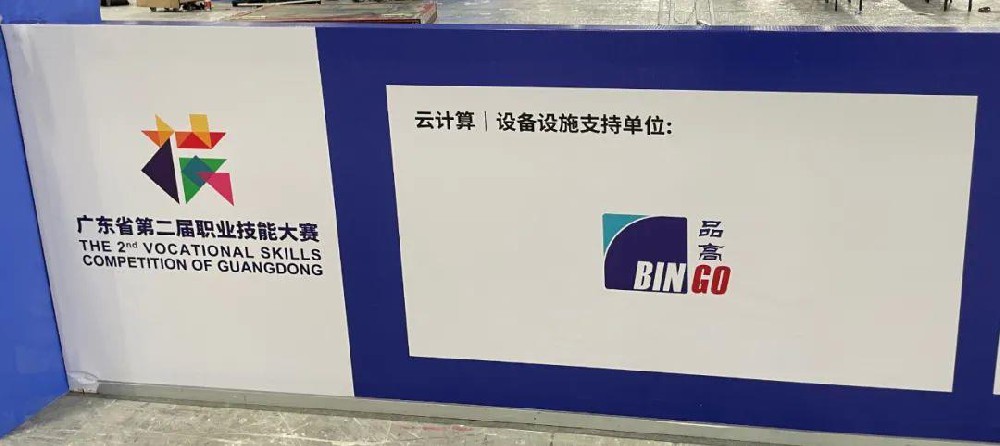 广东省第二届职业技能大赛
THE 2nd VOCATIONAL SKILLS
COMPETITION OF GUANGDONG
云计算｜设备设施支持单位:
品高
BINGO